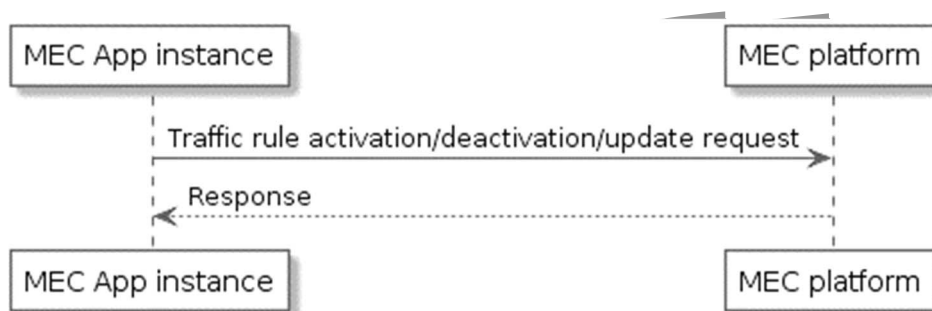 MEC App instance
MEC platform
Traffic rule activation/deactivation/update request
Response
MEC App instance
MEC platform